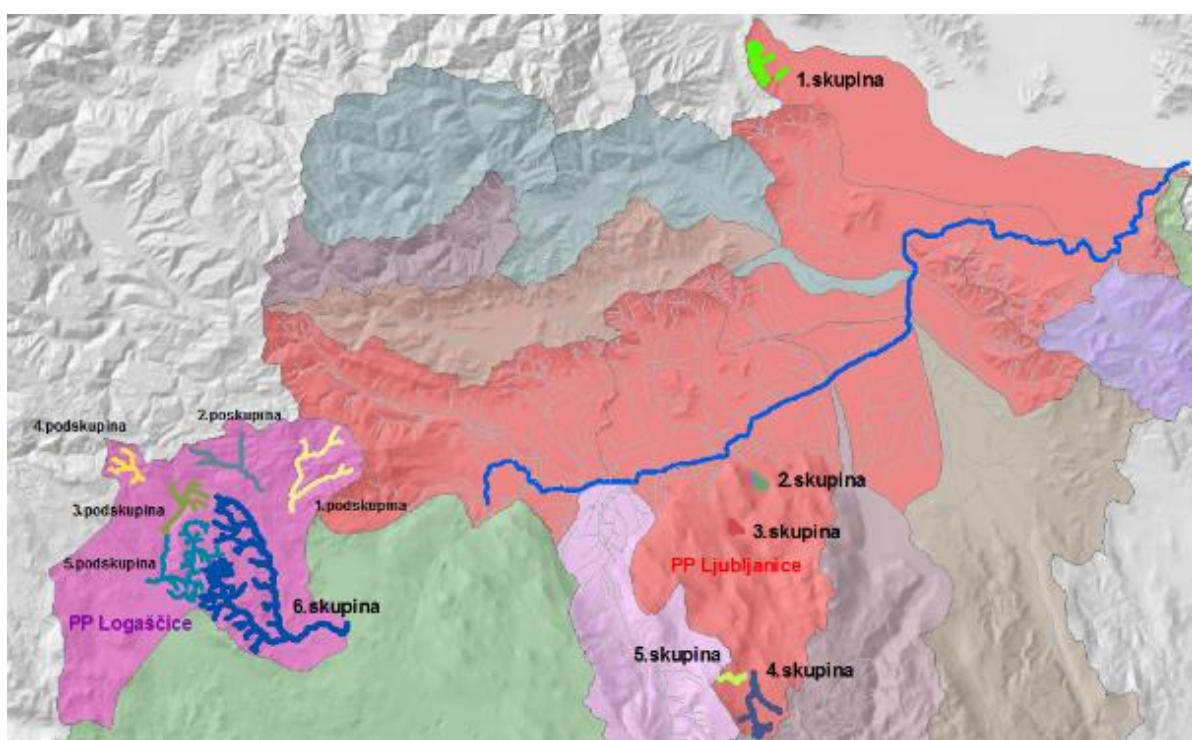 1.skupina
2.poskupina
4.podskupina
2.skupina
1.podskupina
3.podskupina
3.skupina
5.podskupina
PP Ljubljanice
6.skupina
PP Logaščice
5.skupina
4.skupina